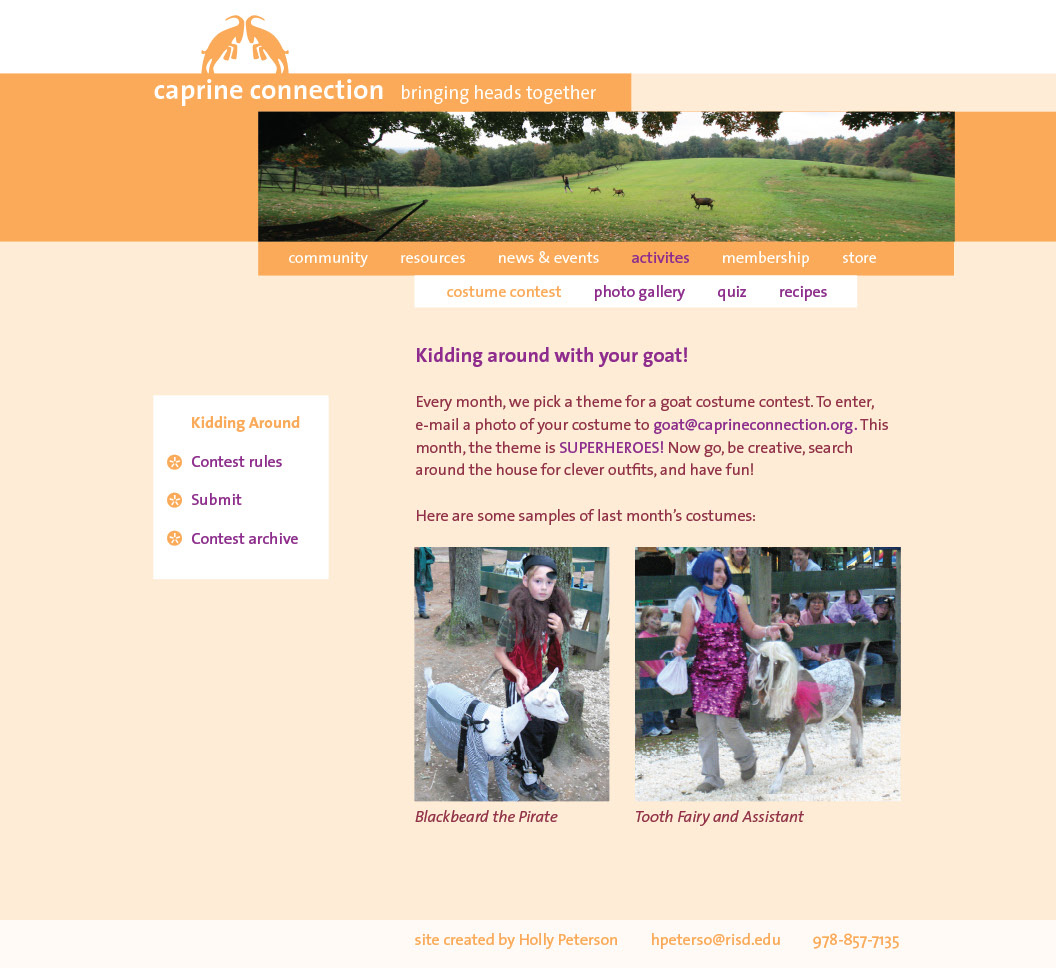 caprine connection bringing heads together
community resources news & events activites membership store
costume contest photo gallery quiz recipes
Kidding around with your goat!
Kidding Around
Contest rules
Submit
Contest archive
Every month, we pick a theme for a goat costume contest. To enter,
e-mail a photo of your costume to goat@caprineconnection.org. This
month, the theme is SUPERHEROES! Now go, be creative, search
around the house for clever outfits, and have fun!
Here are some samples of last month’s costumes:
Blackbeard the Pirate
Tooth Fairy and Assistant
site created by Holly Peterson hpeterso@risd.edu 978-857-7135